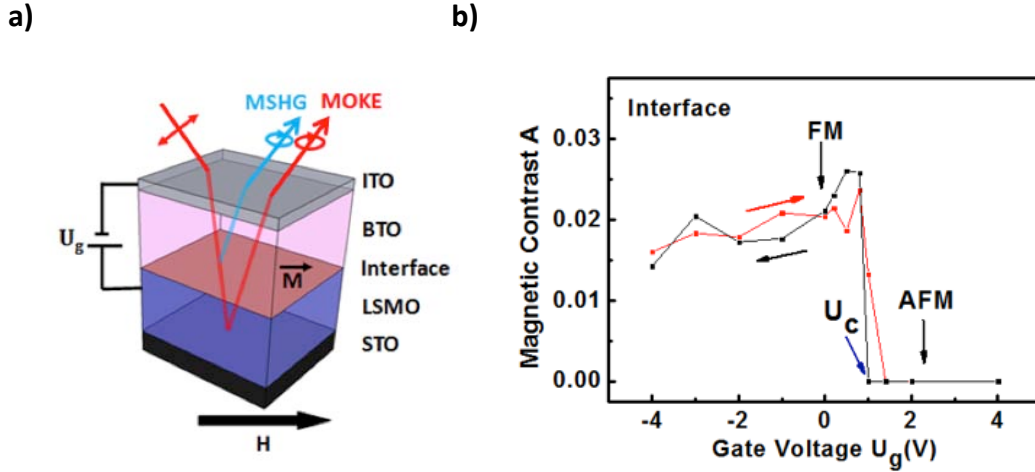 a)
b)
MSHG MOKE
ITO
BTO
Interface
LSMO
STO
Ug
M
H
Interface
FM
AFM
Uc
Magnetic Contrast A
0.03
0.02
0.01
0.00
-4 -2 0 2 4
Gate Voltage Ug(V)